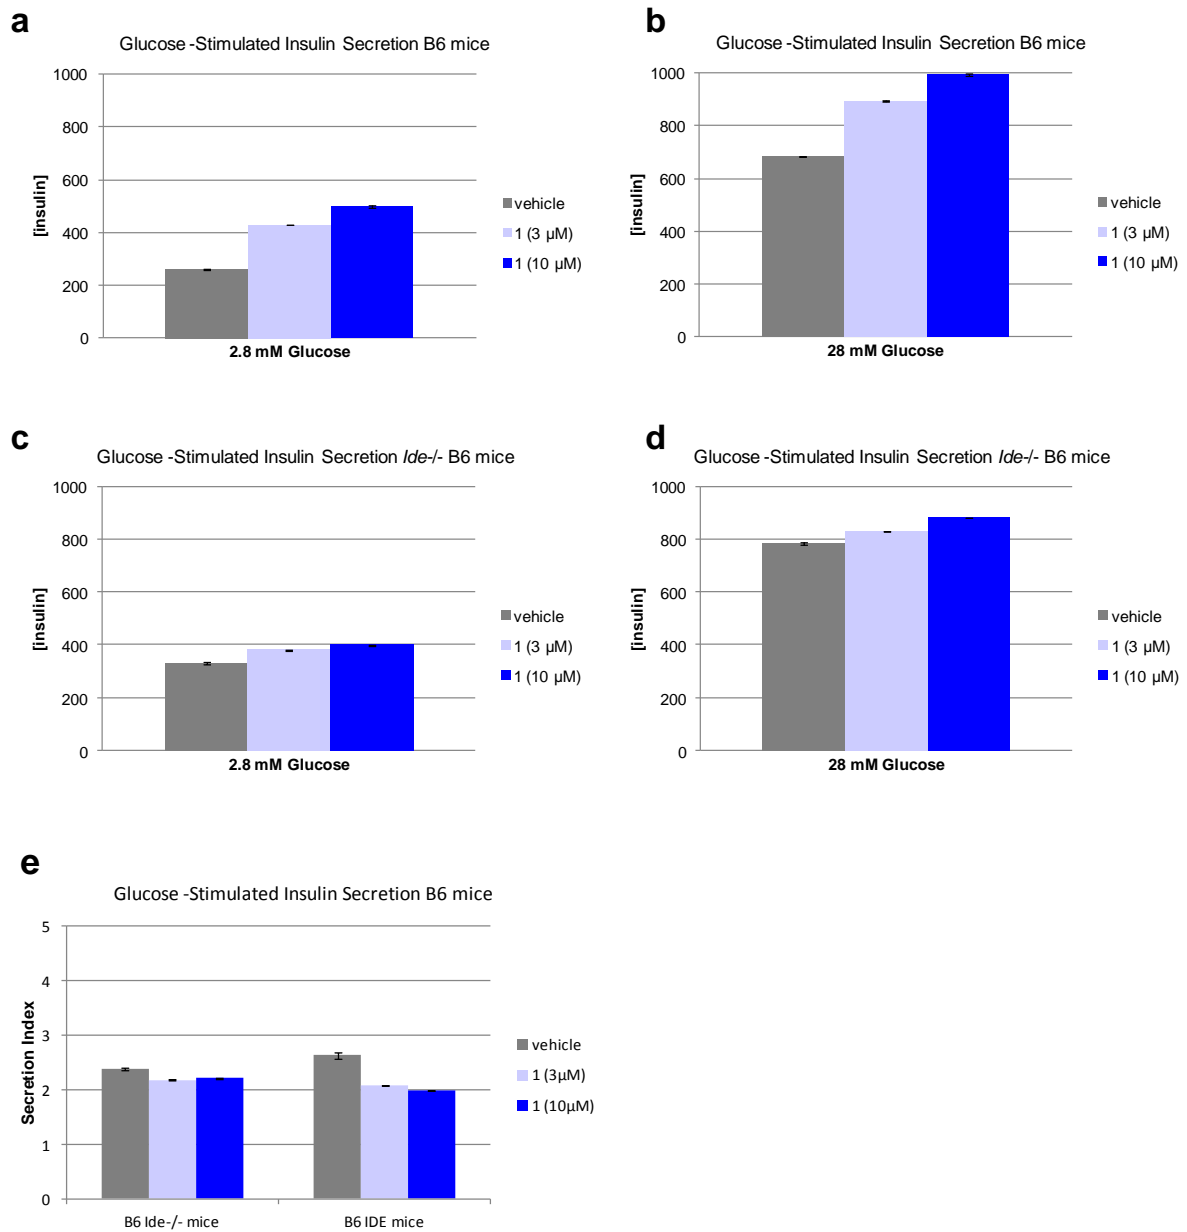 a
Glucose -Stimulated Insulin Secretion B6 mice
1000
800
600
400
200
0
[insulin]
2.8 mM Glucose
vehicle
1 (3 µM)
1 (10 µM)
b
Glucose -Stimulated Insulin Secretion B6 mice
1000
800
600
400
200
0
[insulin]
28 mM Glucose
vehicle
1 (3 µM)
1 (10 µM)
c
Glucose -Stimulated Insulin Secretion Ide-/- B6 mice
1000
800
600
400
200
0
[insulin]
2.8 mM Glucose
vehicle
1 (3 µM)
1 (10 µM)
d
Glucose -Stimulated Insulin Secretion Ide-/- B6 mice
1000
800
600
400
200
0
[insulin]
28 mM Glucose
vehicle
1 (3 µM)
1 (10 µM)
e
Glucose -Stimulated Insulin Secretion B6 mice
5
4
3
2
1
0
Secretion Index
B6 Ide-/- mice
B6 IDE mice
vehicle
1 (3µM)
1 (10µM)